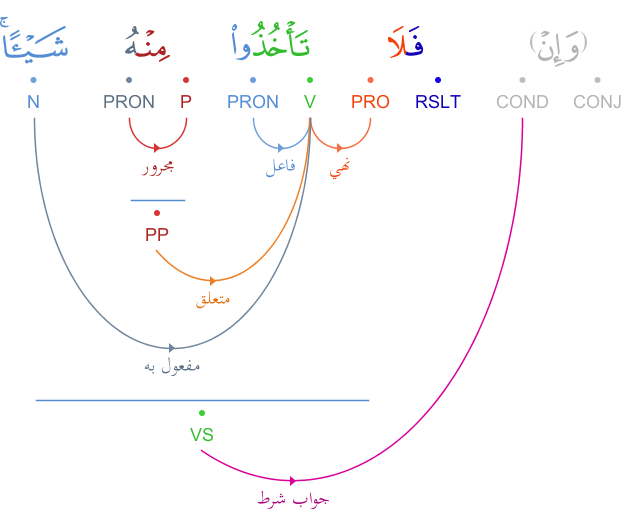 (وَإِنْ) فَلَا تَأْخُذُوا۟ مِنْهُ شَيْـًٔا ۚ
CONJ COND RSLT PRO V PRON P PRON N
نهي فاعل مجرور
PP
متعلق
مفعول به
VS
جواب شرط